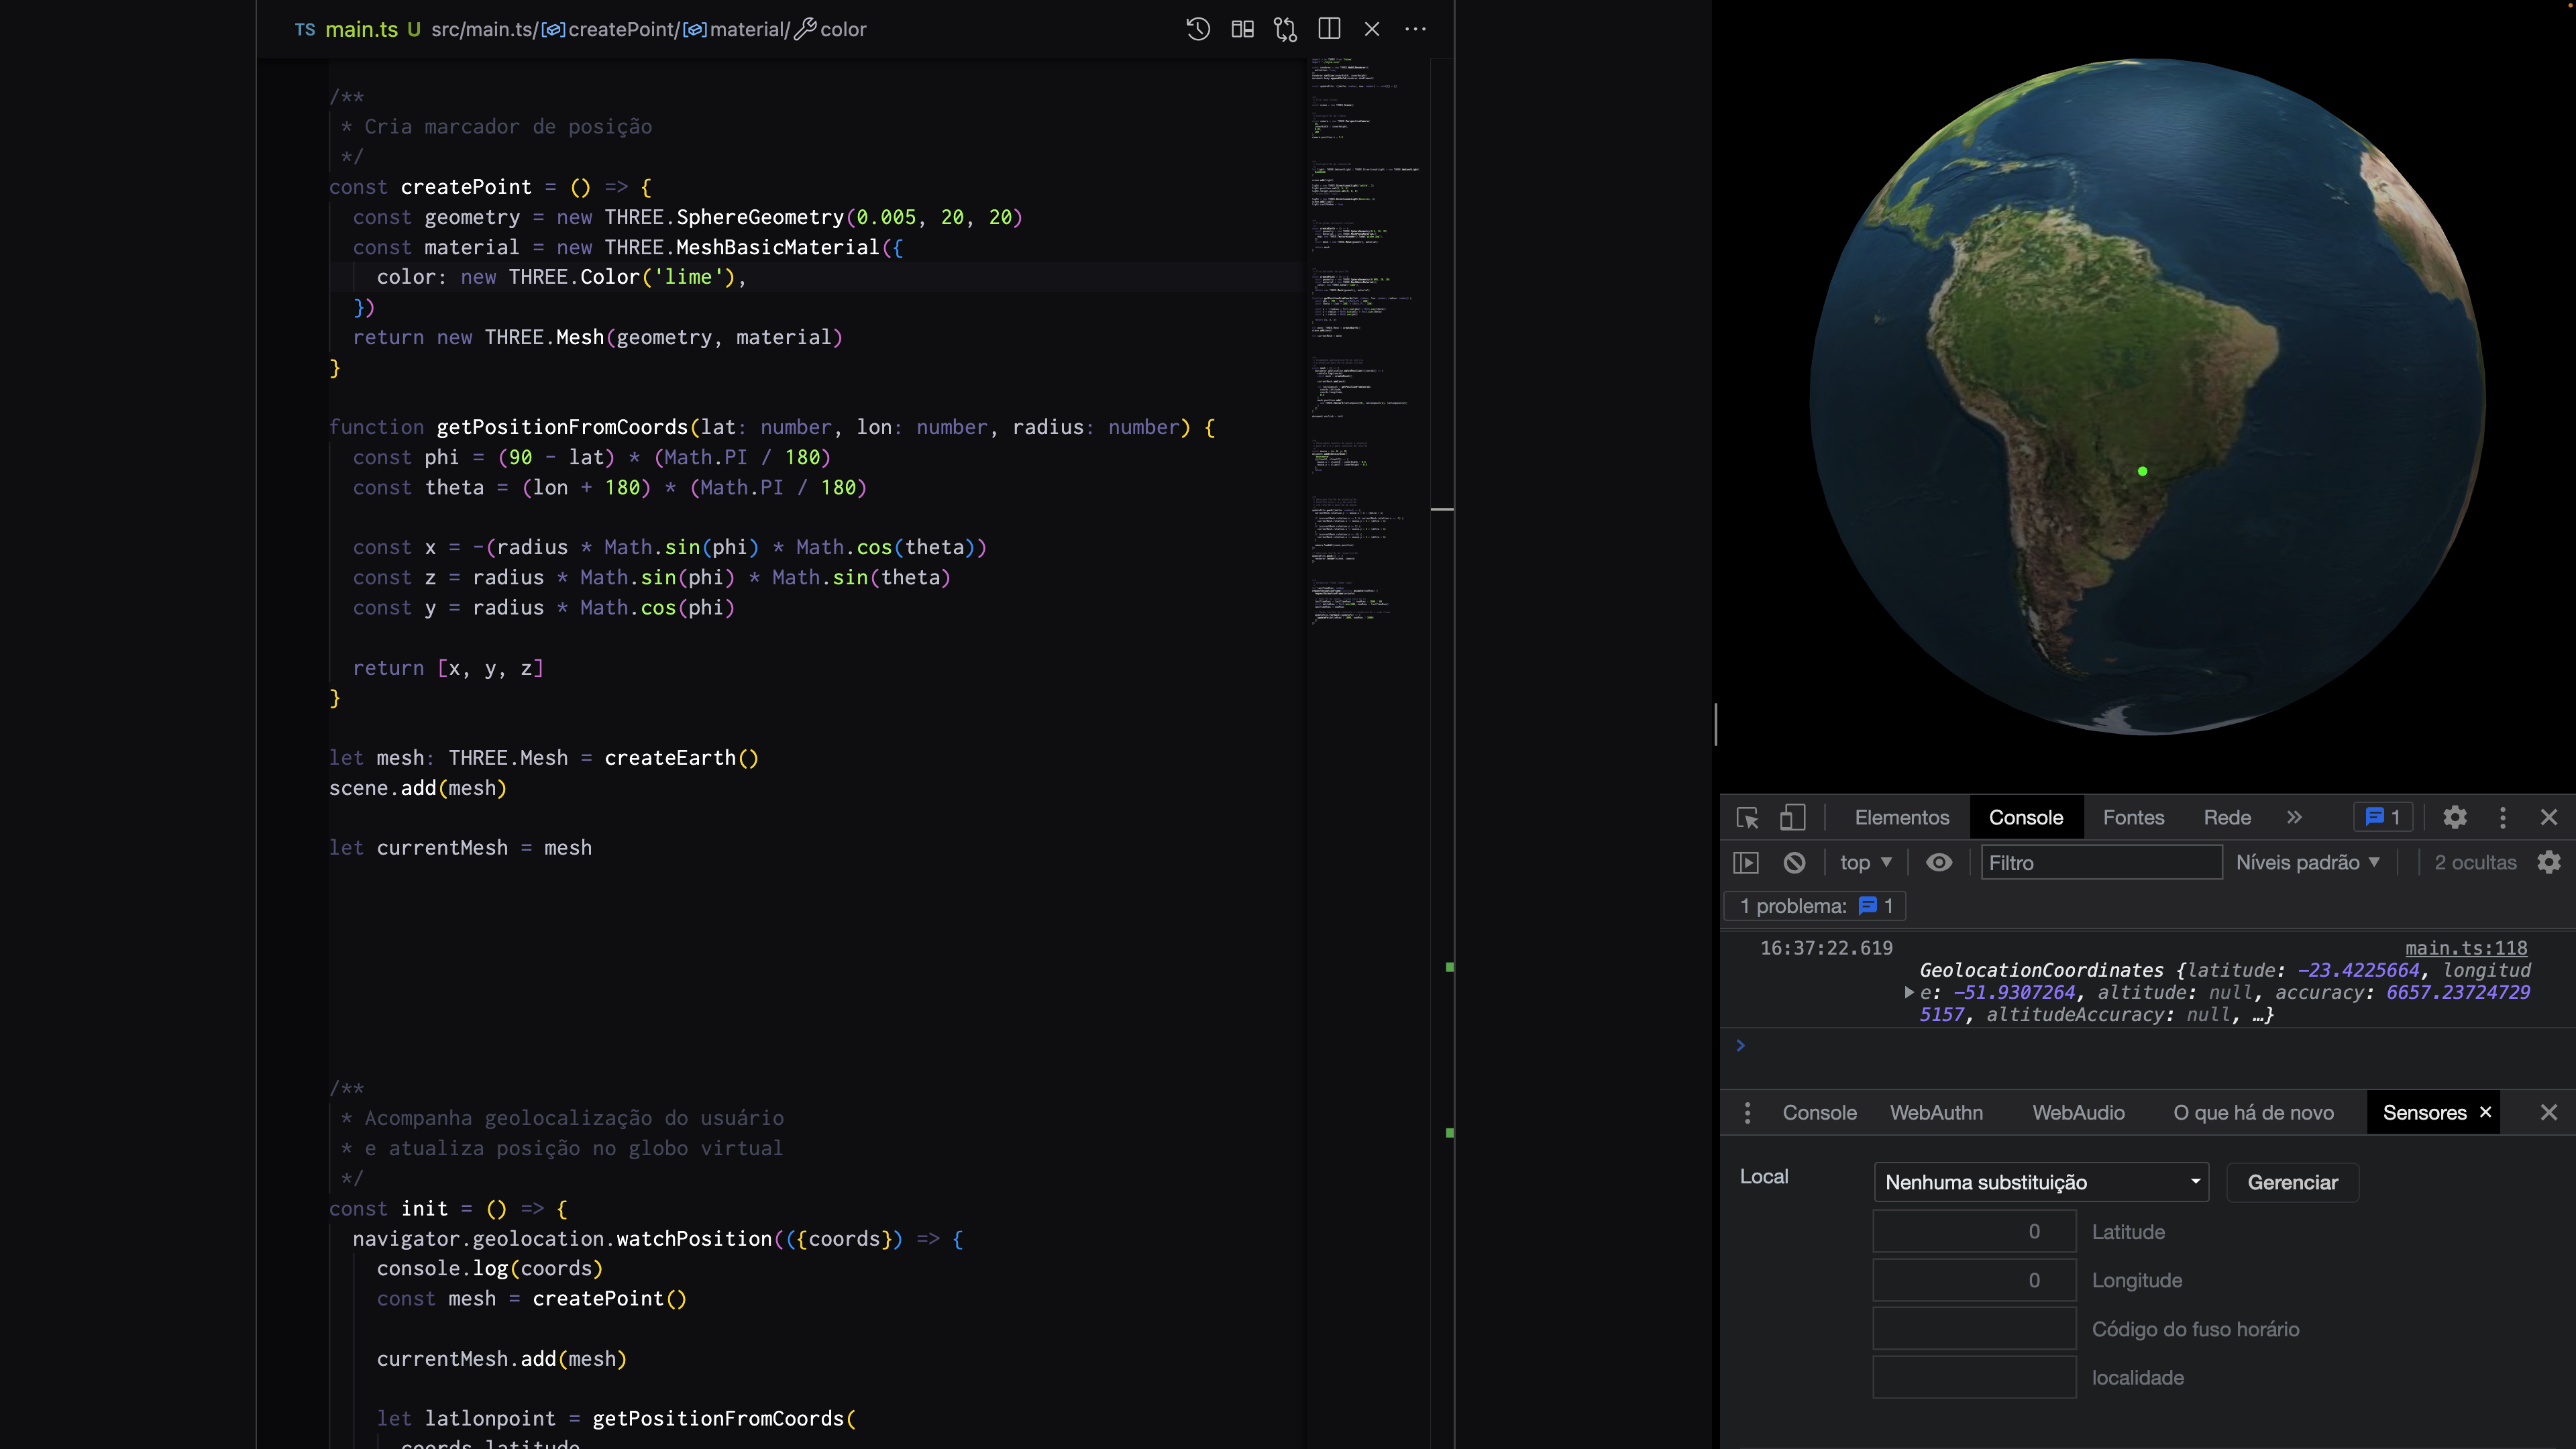 TS main.ts U src/main.ts/createPoint/material/color
/**
* Cria marcador de posição
*/
const createPoint = () => {
const geometry = new THREE.SphereGeometry(0.005, 20, 20)
const material = new THREE.MeshBasicMaterial({
color: new THREE.Color('lime'),
})
return new THREE.Mesh(geometry, material)
}
function getPositionFromCoords(lat: number, lon: number, radius: number) {
const phi = (90 - lat) * (Math.PI / 180)
const theta = (lon + 180) * (Math.PI / 180)
const x = -(radius * Math.sin(phi) * Math.cos(theta))
const z = radius * Math.sin(phi) * Math.sin(theta)
const y = radius * Math.cos(phi)
return [x, y, z]
}
let mesh: THREE.Mesh = createEarth()
scene.add(mesh)
let currentMesh = mesh
/**
* Acompanha geolocalização do usuário
* e atualiza posição no globo virtual
*/
const init = () => {
navigator.geolocation.watchPosition(({coords}) => {
console.log(coords)
const mesh = createPoint()
currentMesh.add(mesh)
let latlonpoint = getPositionFromCoords(
coords.latitude
Elementos Console Fontes Rede 1
top Filtro Níveis padrão 2 ocultas
1 problema: 1
16:37:22.619 main.ts:118
GeolocationCoordinates {latitude: -23.4225664, longitud
e: -51.9307264, altitude: null, accuracy: 6657.23724729
5157, altitudeAccuracy: null, …}
Console WebAuthn WebAudio O que há de novo Sensores
Local Nenhuma substituição Gerenciar
0 Latitude
0 Longitude
Código do fuso horário
localidade